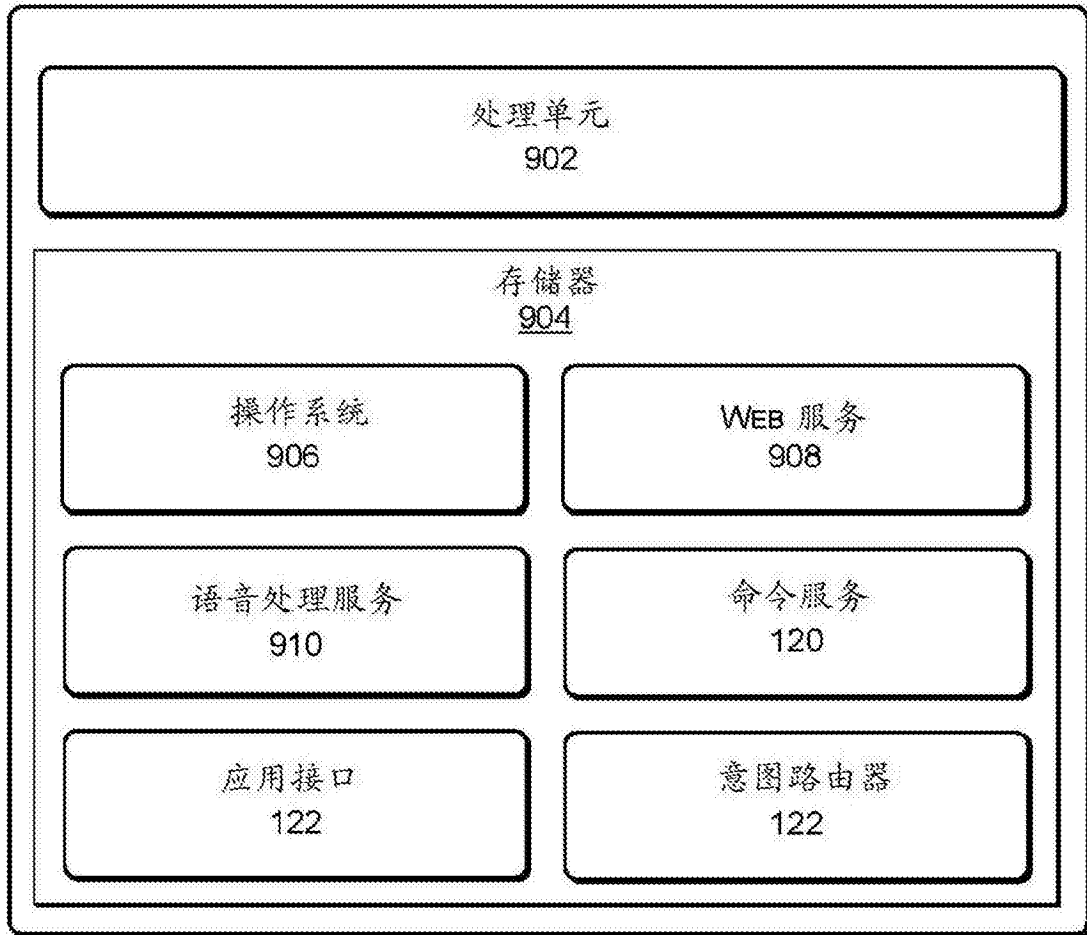 处理单元
902
存储器
904
操作系统
906
WEB 服务
908
语音处理服务
910
命令服务
120
应用接口
122
意图路由器
122